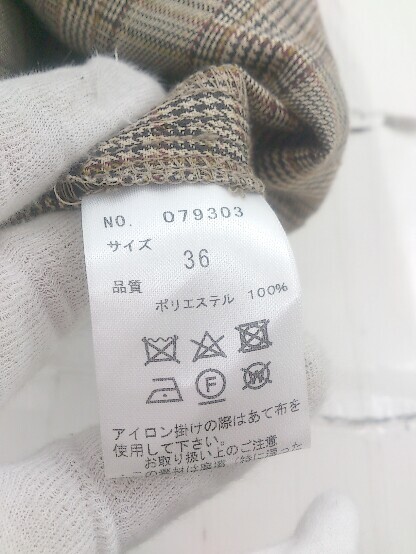 NO. 079303
サイズ
36
品質
ポリエステル 100%
F
W
アイロン掛けの際はあて布を
使用して下さい。
お取り扱い上のご注意